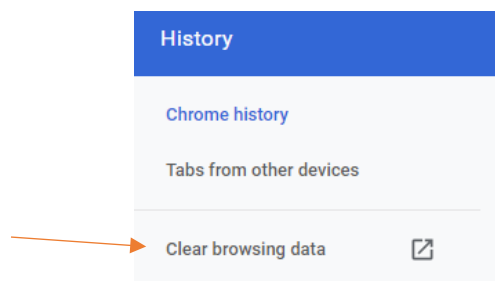 History
Chrome history
Tabs from other devices
Clear browsing data